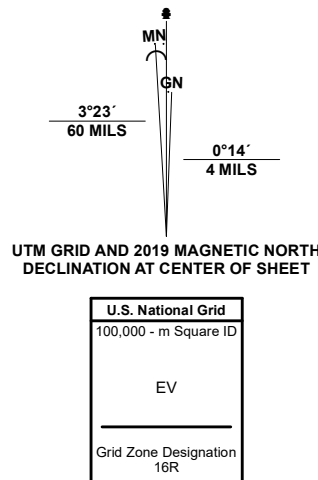 MN
GN
3°23´
60 MILS
0°14´
4 MILS
UTM GRID AND 2019 MAGNETIC NORTH
DECLINATION AT CENTER OF SHEET
U.S. National Grid
100,000 - m Square ID
EV
Grid Zone Designation
16R